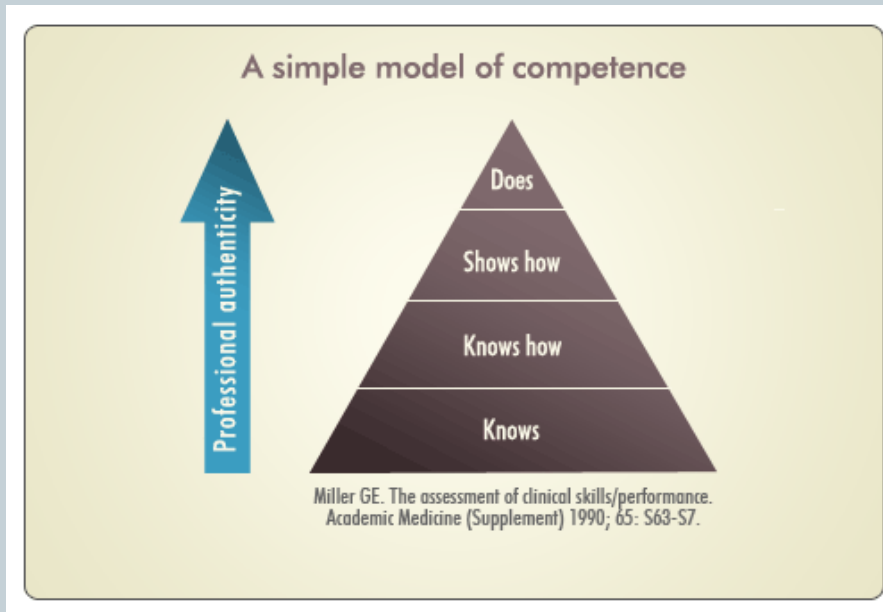 A simple model of competence
Professional authenticity
Does
Shows how
Knows how
Knows
Miller GE. The assessment of clinical skills/performance.
Academic Medicine (Supplement) 1990; 65: S63-S7.